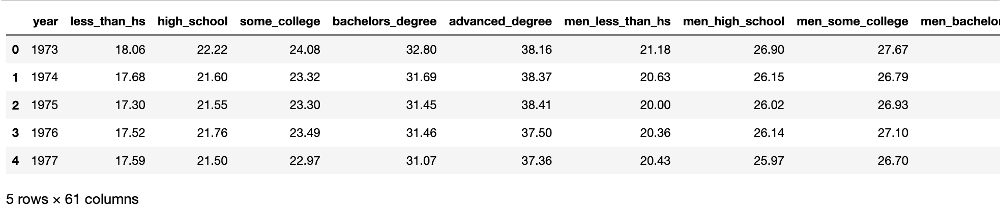 year less_than_hs high_school some_college bachelors_degree advanced_degree men_less_than_hs men_high_school men_some_college
0 1973 18.06 22.22 24.08 32.80 38.16 21.18 26.90 27.67
1 1974 17.68 21.60 23.32 31.69 38.37 20.63 26.15 26.79
2 1975 17.30 21.55 23.30 31.45 38.41 20.00 26.02 26.93
3 1976 17.52 21.76 23.49 31.46 37.50 20.36 26.14 27.10
4 1977 17.59 21.50 22.97 31.07 37.36 20.43 25.97 26.70
5 rows × 61 columns